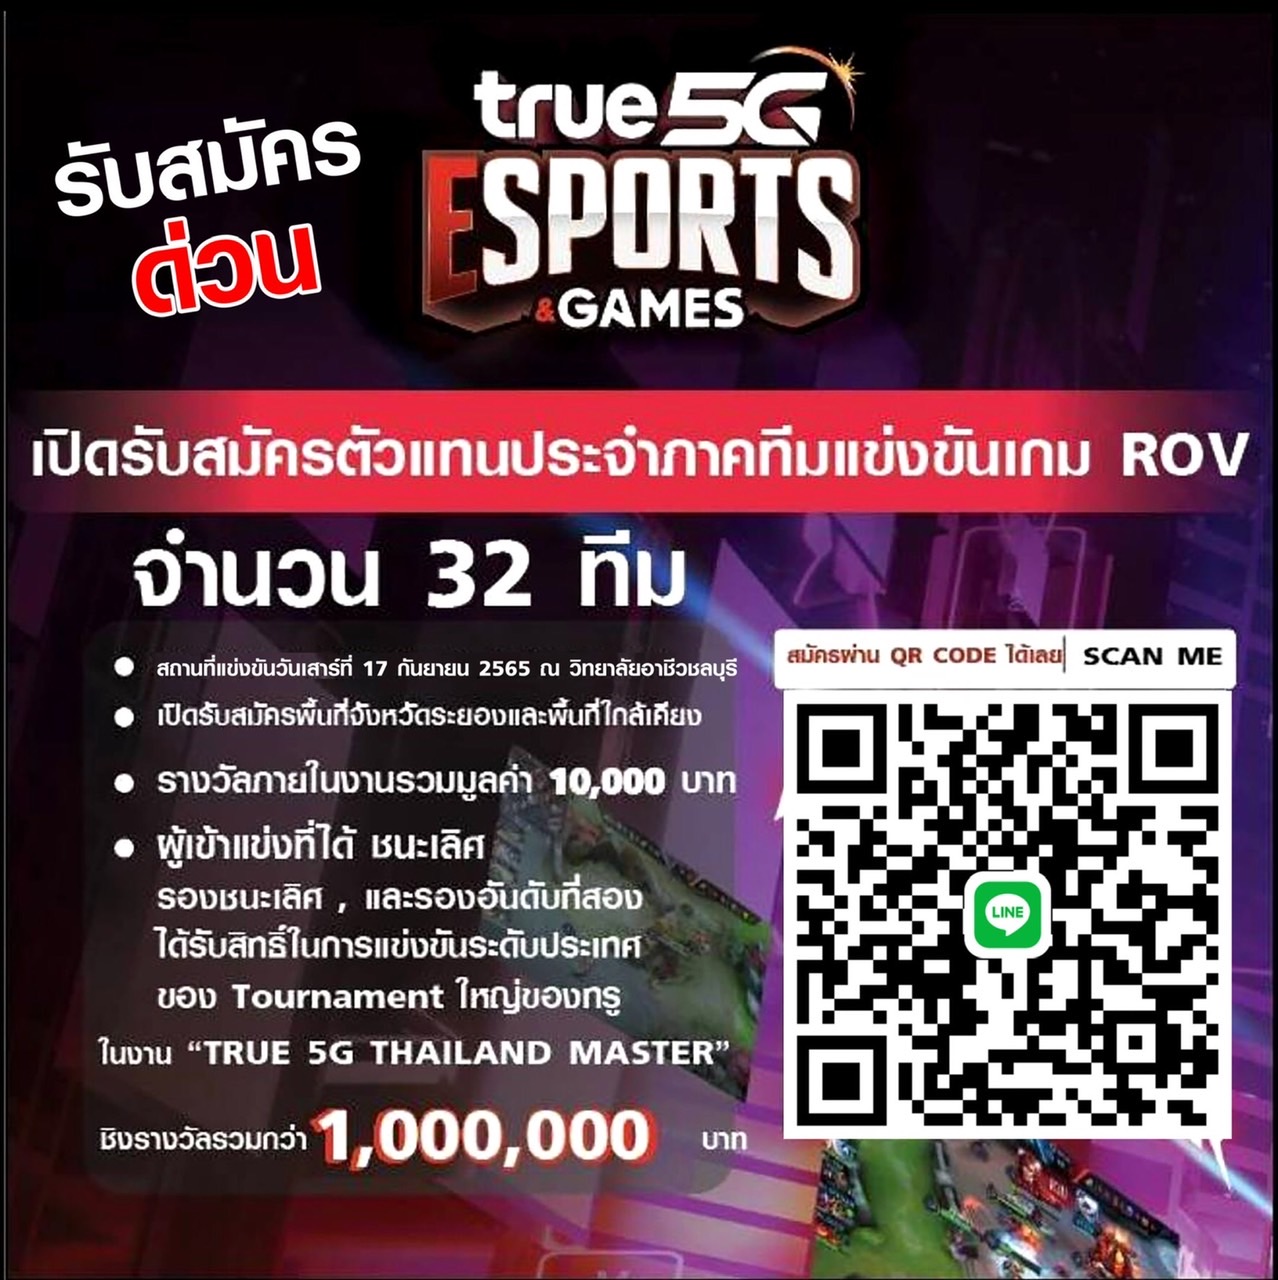 รับสมัคร
ด่วน
true 5G
ESPORTS
& GAMES
เปิดรับสมัครตัวแทนประจำภาคทีมแข่งขันเกม ROV
จำนวน 32 ทีม
• สถานที่แข่งขันวันเสาร์ที่ 17 กันยายน 2565 ณ วิทยาลัยอาชีวชลบุรี
• เปิดรับสมัครพื้นที่จังหวัดระยองและพื้นที่ใกล้เคียง
• รางวัลภายในงานรวมมูลค่า 10,000 บาท
• ผู้เข้าแข่งที่ได้ ชนะเลิศ
รองชนะเลิศ , และรองอันดับที่สอง
ได้รับสิทธิ์ในการแข่งขันระดับประเทศ
ของ Tournament ใหญ่ของทรู
ในงาน “TRUE 5G THAILAND MASTER”
ชิงรางวัลรวมกว่า 1,000,000 บาท
สมัครผ่าน QR CODE ได้เลย| SCAN ME
LINE